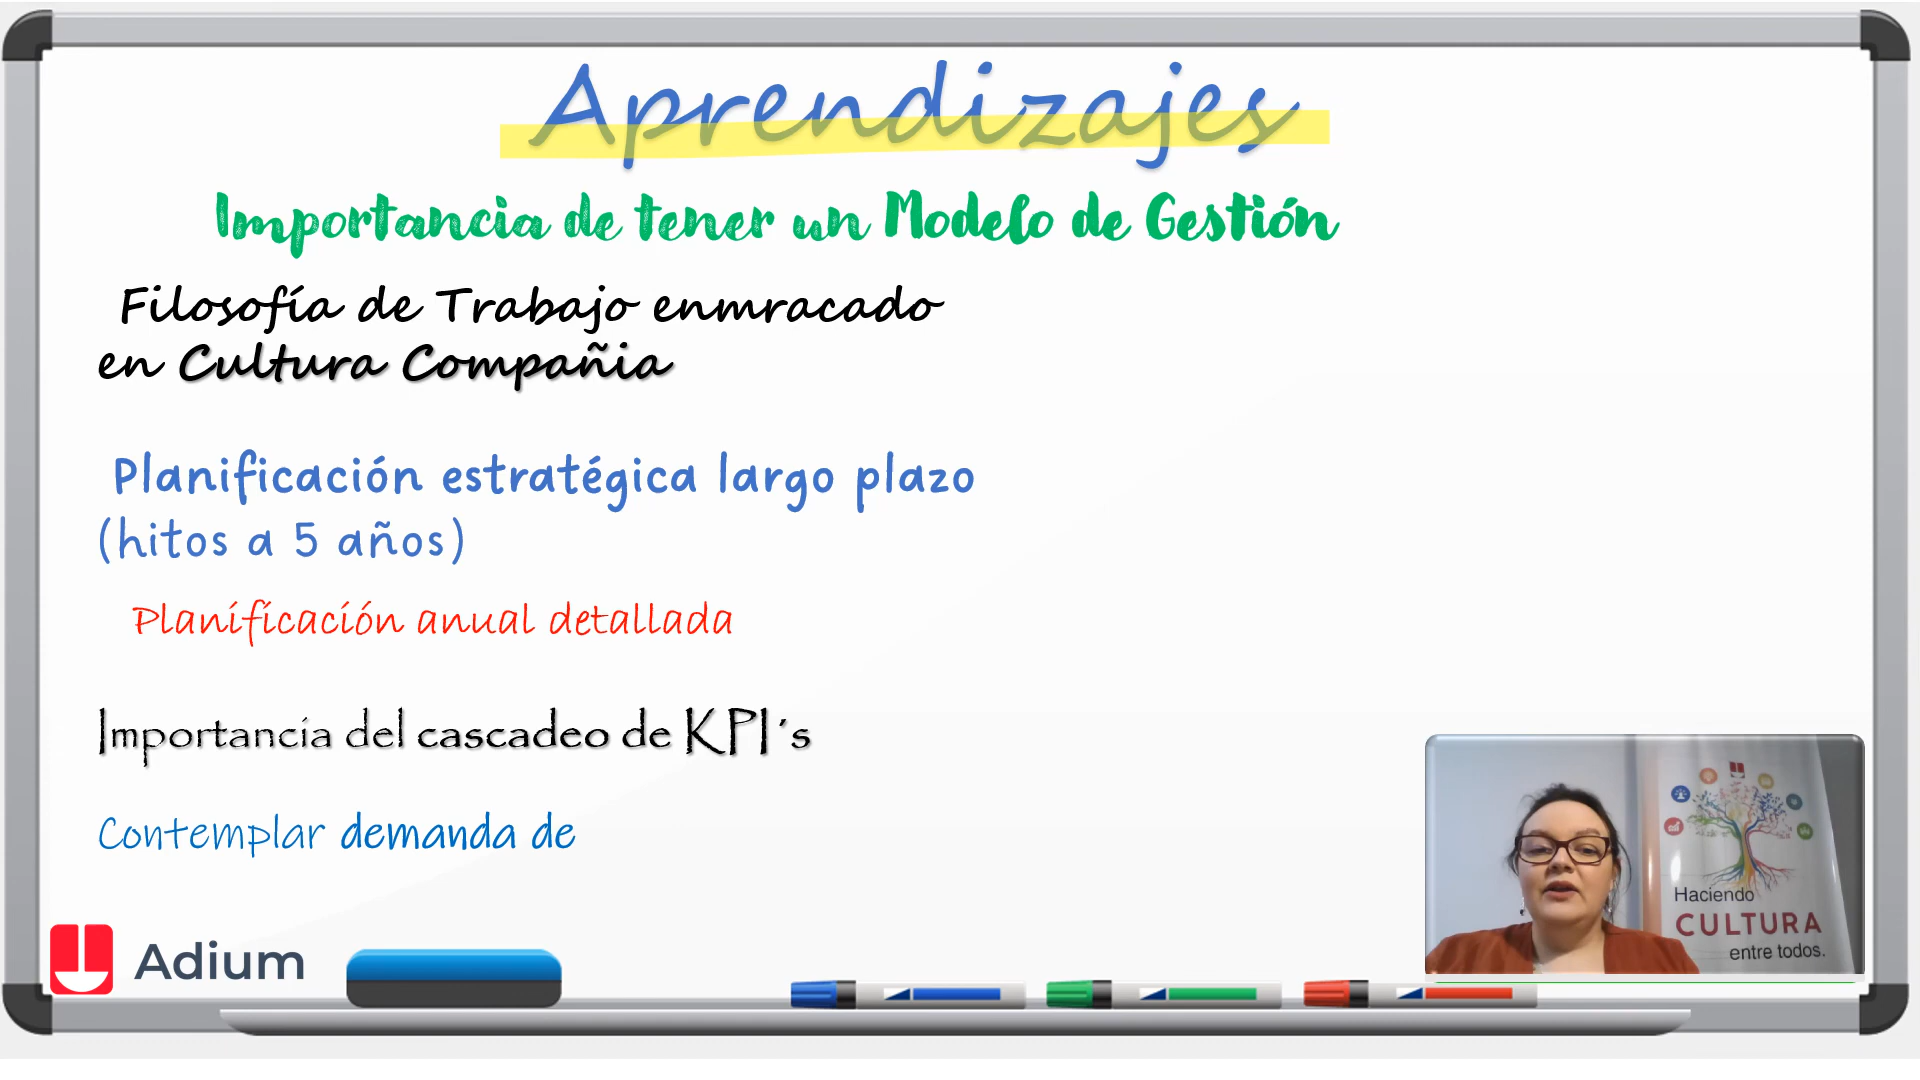 Aprendizajes
Importancia de tener un Modelo de Gestión
Filosofía de Trabajo enmracado
en Cultura Compañia
Planificación estratégica largo plazo
(hitos a 5 años)
Planificación anual detallada
Importancia del cascadeo de KPI´s
Contemplar demanda de
Haciendo
CULTURA
entre todos.
Adium